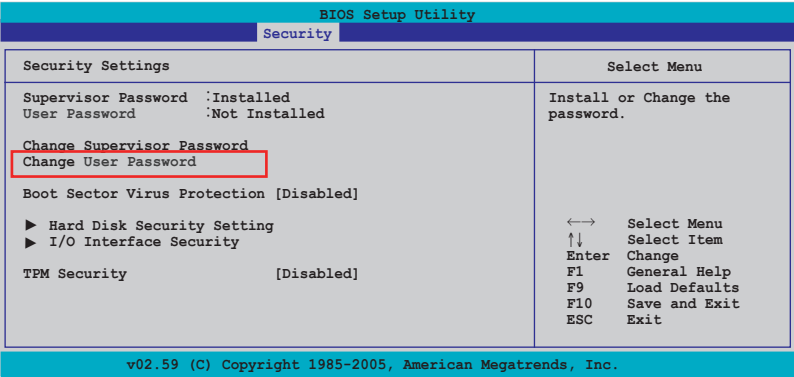 BIOS Setup Utility
Security
Security Settings
Supervisor Password :Installed
User Password :Not Installed
Change Supervisor Password
Change User Password
Boot Sector Virus Protection [Disabled]
▶ Hard Disk Security Setting
▶ I/O Interface Security
TPM Security [Disabled]
Select Menu
Install or Change the
password.
←→ Select Menu
↑↓ Select Item
Enter Change
F1 General Help
F9 Load Defaults
F10 Save and Exit
ESC Exit
v02.59 (C) Copyright 1985-2005, American Megatrends, Inc.